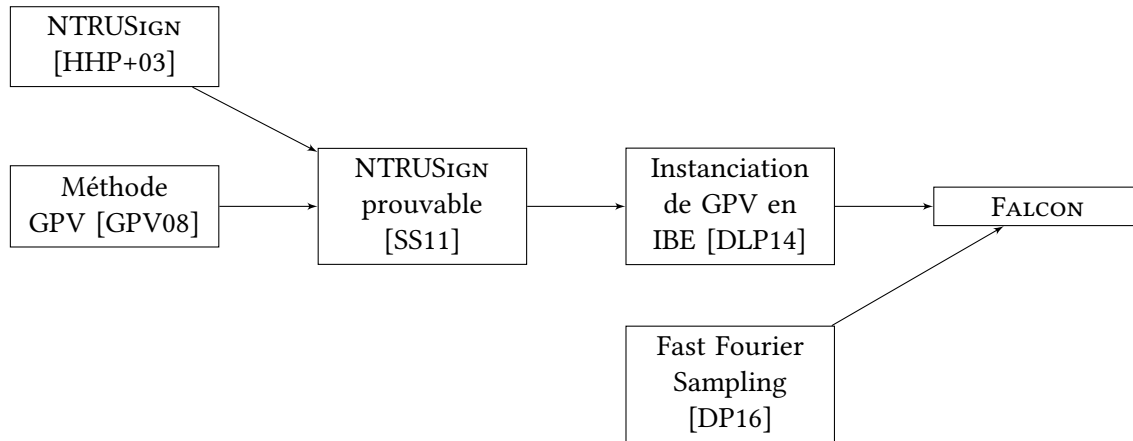 NTRUSIGN
[HHP+03]
Méthode
GPV [GPV08]
NTRUSIGN
prouvable
[SS11]
Instanciation
de GPV en
IBE [DLP14]
FALCON
Fast Fourier
Sampling
[DP16]